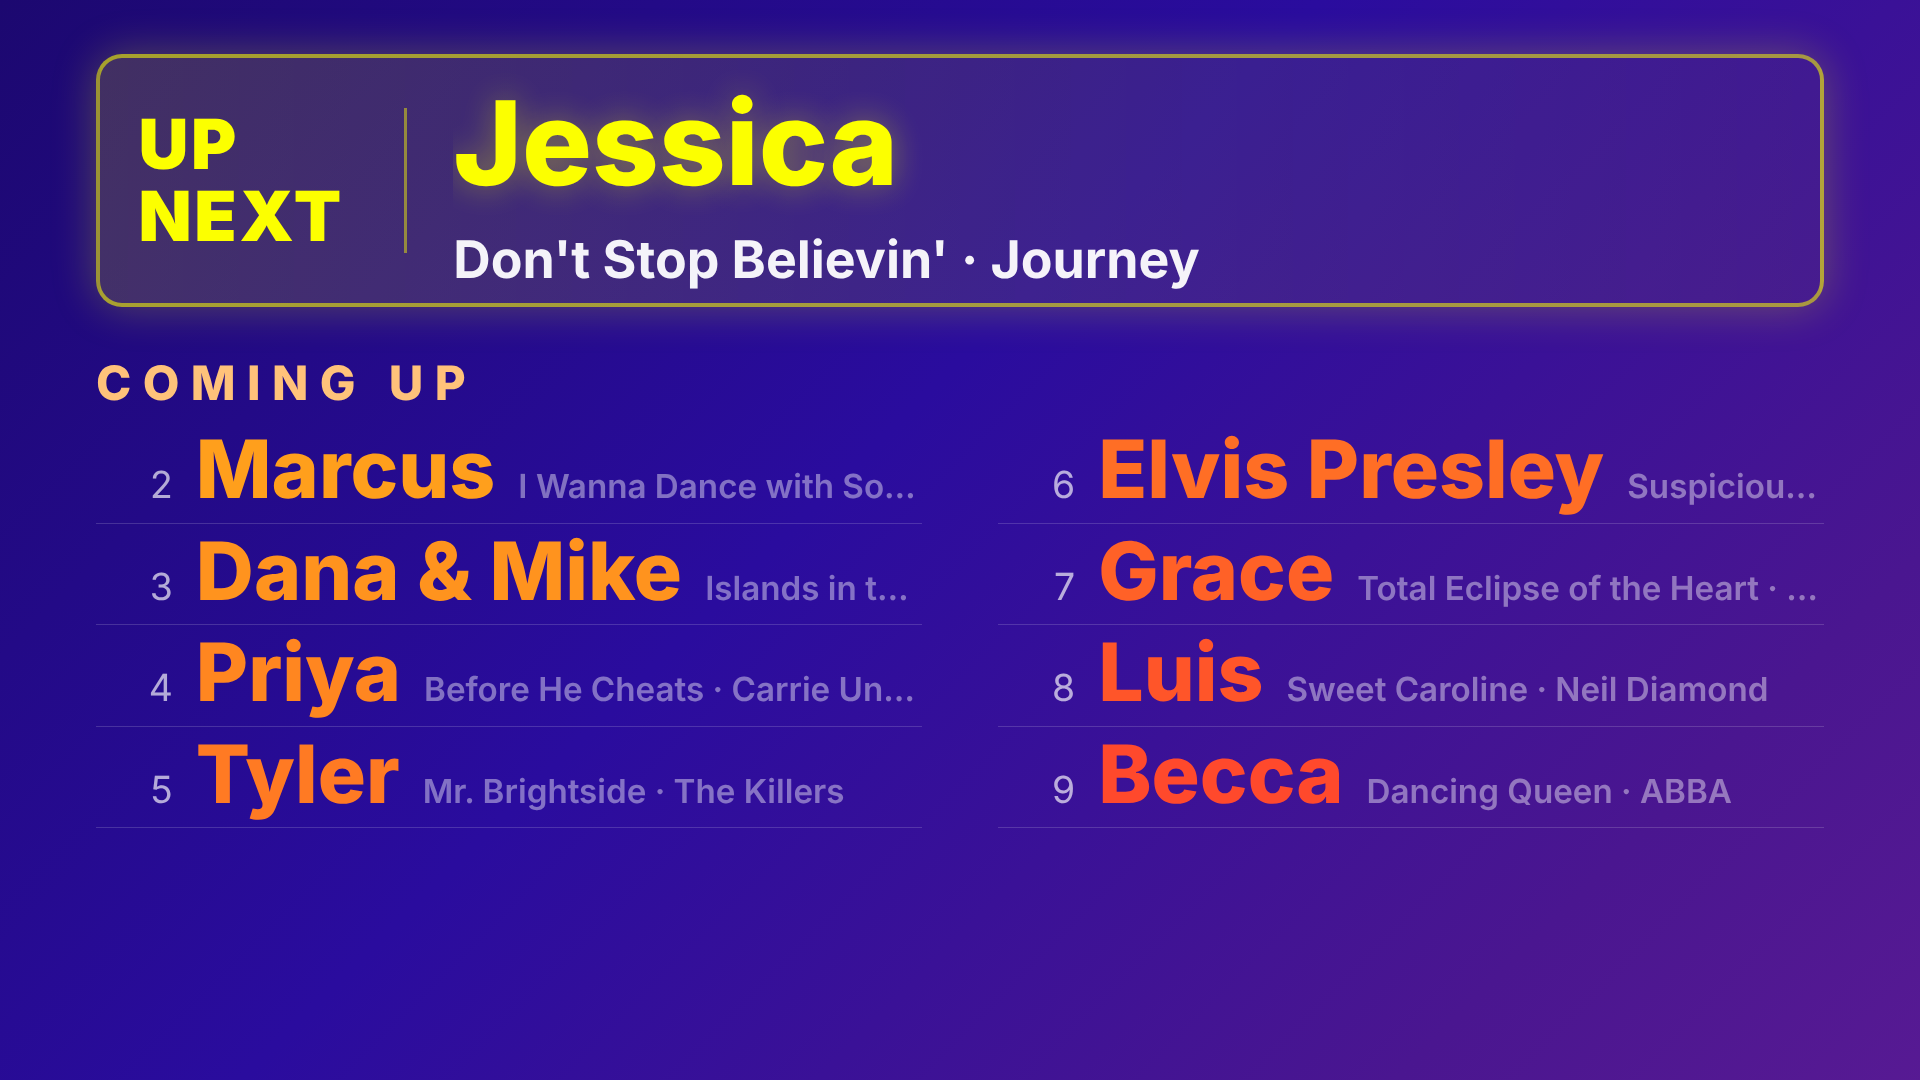 UP
NEXT
Jessica
Don't Stop Believin' · Journey
COMING UP
2 Marcus I Wanna Dance with So...
3 Dana & Mike Islands in t...
4 Priya Before He Cheats · Carrie Un...
5 Tyler Mr. Brightside · The Killers
6 Elvis Presley Suspiciou...
7 Grace Total Eclipse of the Heart · ...
8 Luis Sweet Caroline · Neil Diamond
9 Becca Dancing Queen · ABBA